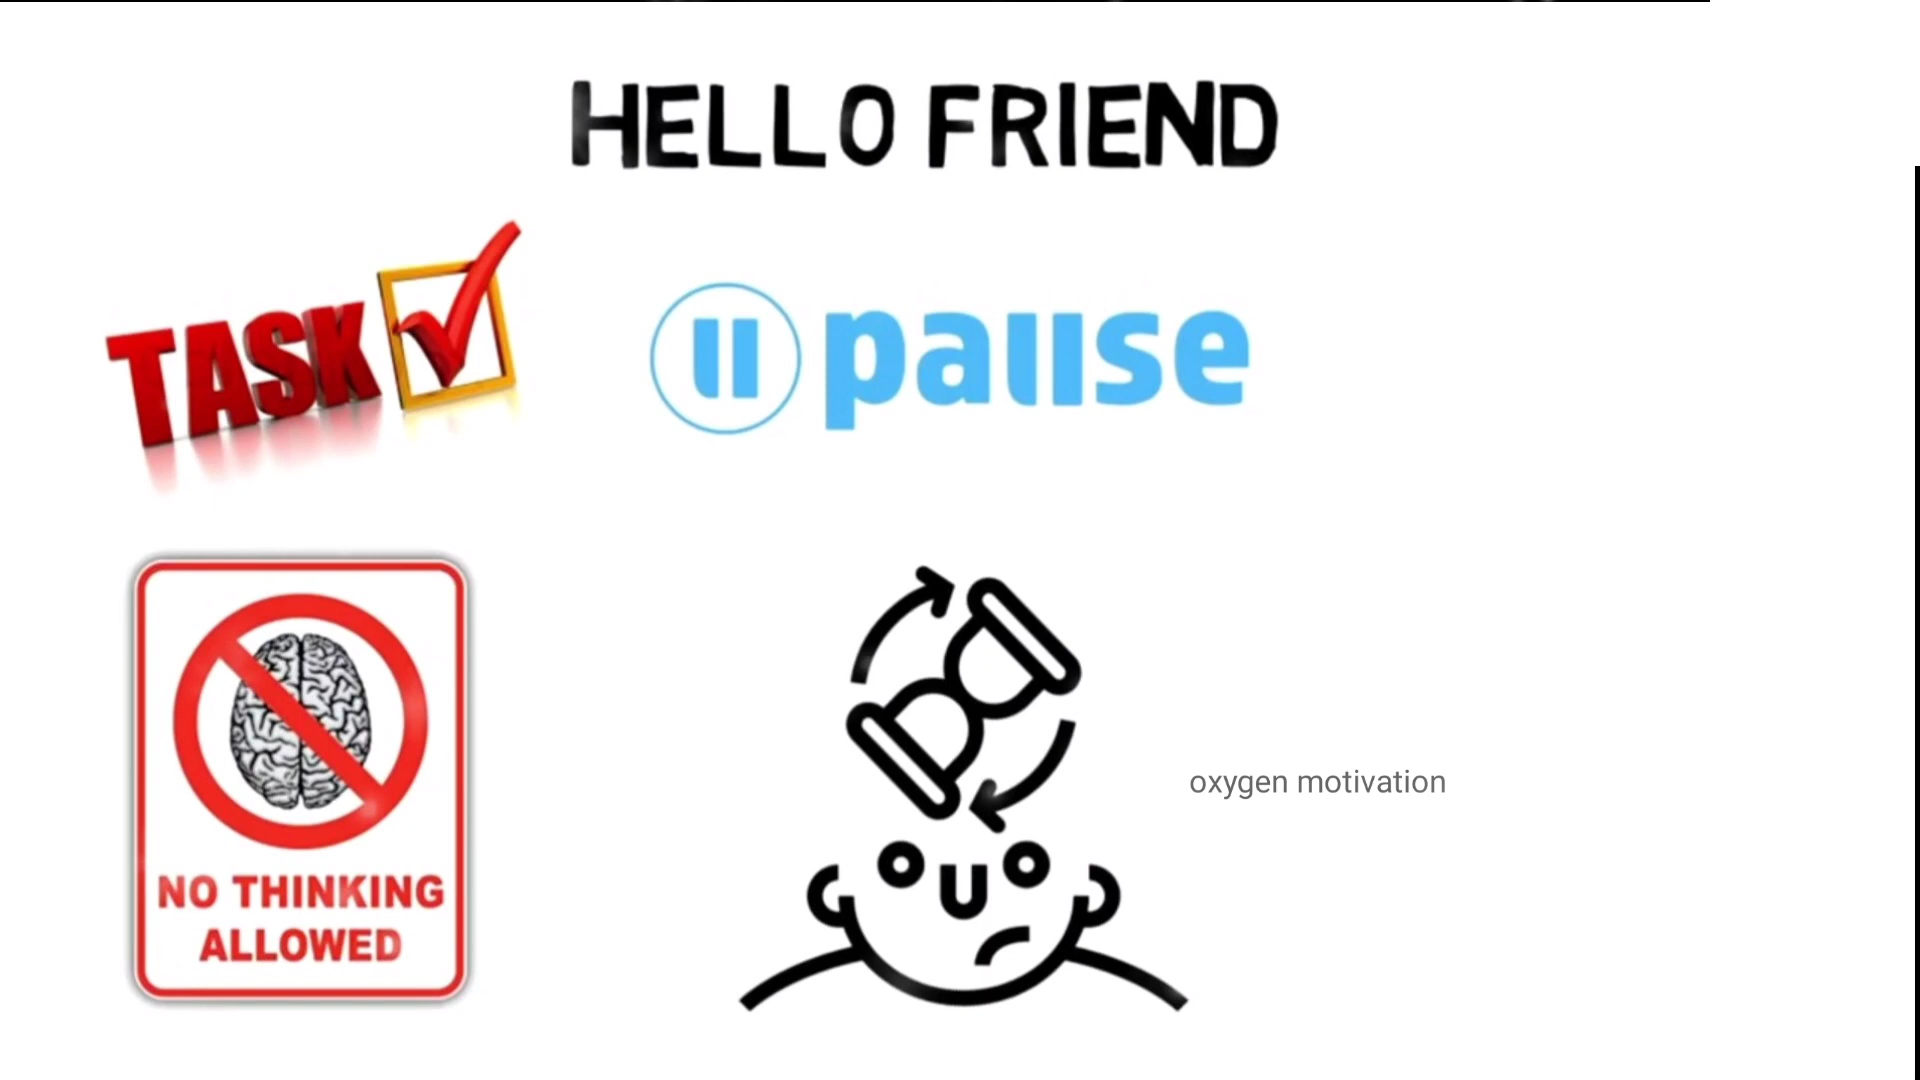 HELLO FRIEND
TASK
pause
NO THINKING
ALLOWED
oxygen motivation